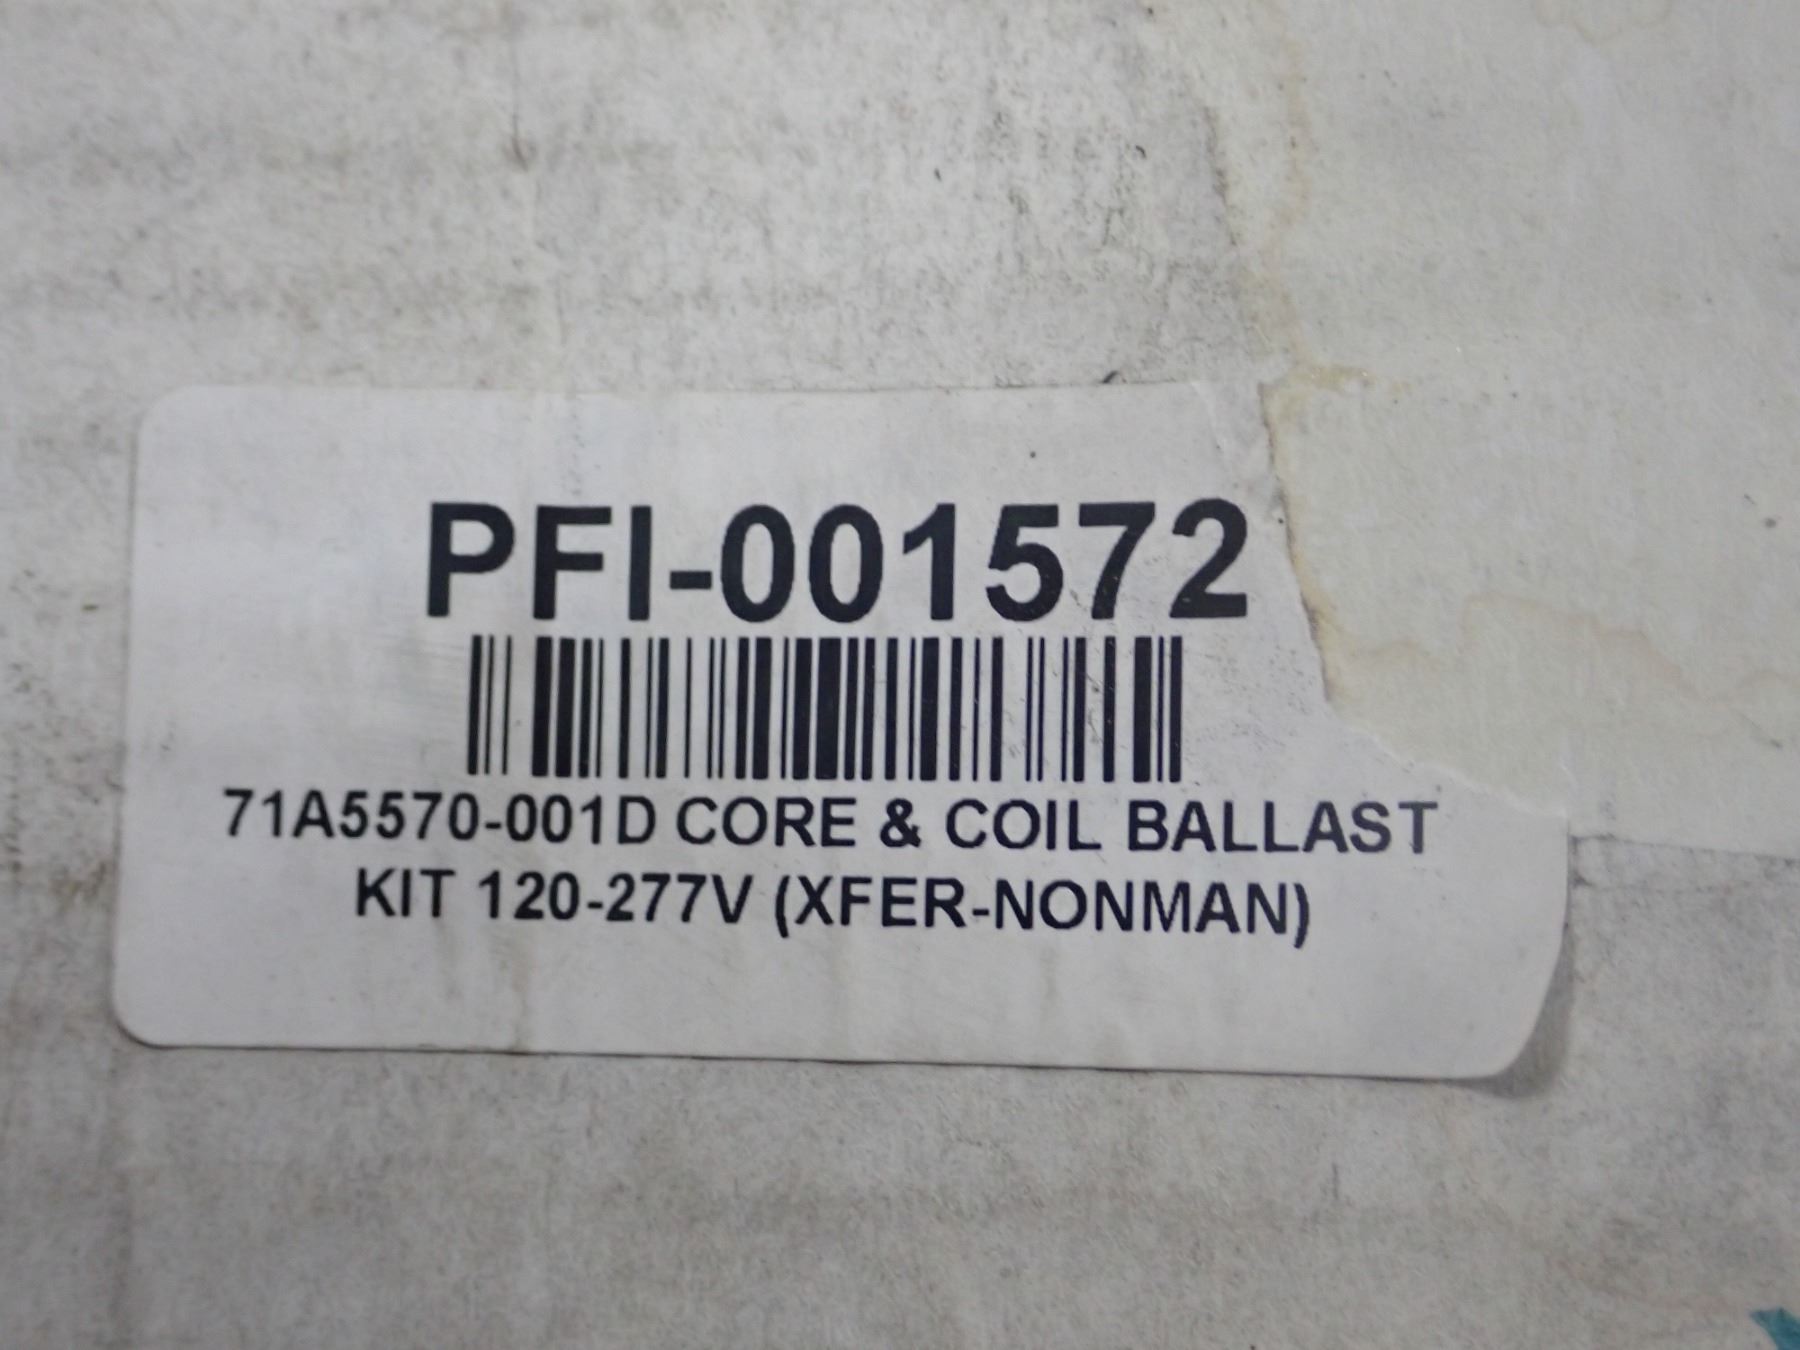 PFI-001572
71A5570-001D CORE & COIL BALLAST
KIT 120-277V (XFER-NONMAN)